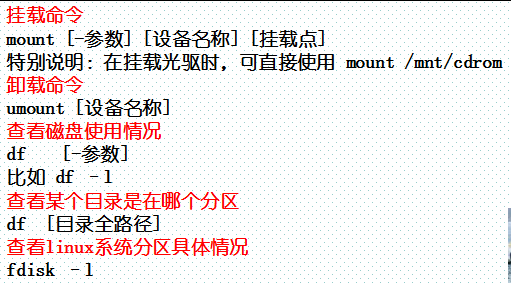 挂载命令
mount [-参数] [设备名称] [挂载点]
特别说明: 在挂载光驱时，可直接使用 mount /mnt/cdrom
卸载命令
umount [设备名称]
查看磁盘使用情况
df [-参数]
比如 df –l
查看某个目录是在哪个分区
df [目录全路径]
查看linux系统分区具体情况
fdisk –l